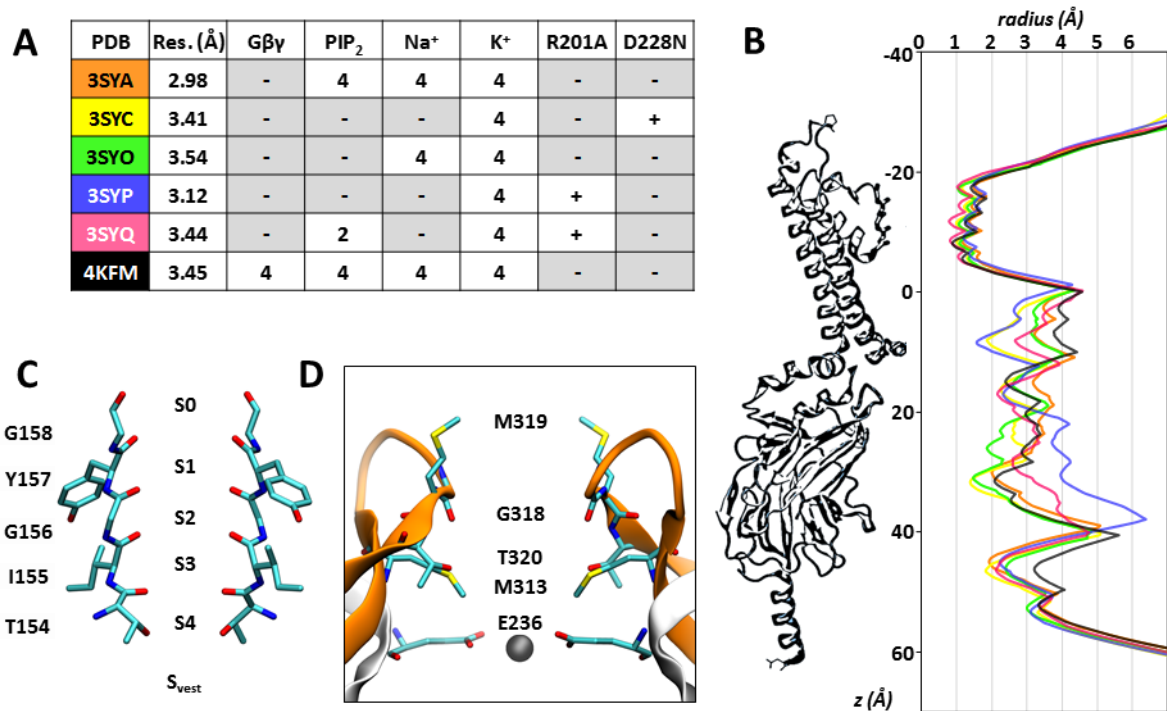 A
PDB Res. (Å) Gβγ PIP₂ Na⁺ K⁺ R201A D228N
3SYA 2.98 - 4 4 4 - -
3SYC 3.41 - - - 4 - +
3SYO 3.54 - - 4 4 - -
3SYP 3.12 - - - 4 + -
3SYQ 3.44 - 2 - 4 + -
4KFM 3.45 4 4 4 4 - -
B
radius (Å)
0 1 2 3 4 5 6
-40
-20
0
20
40
60
z (Å)
C
S0
G158
S1
Y157
S2
G156
S3
I155
S4
T154
Svest
D
M319
G318
T320
M313
E236